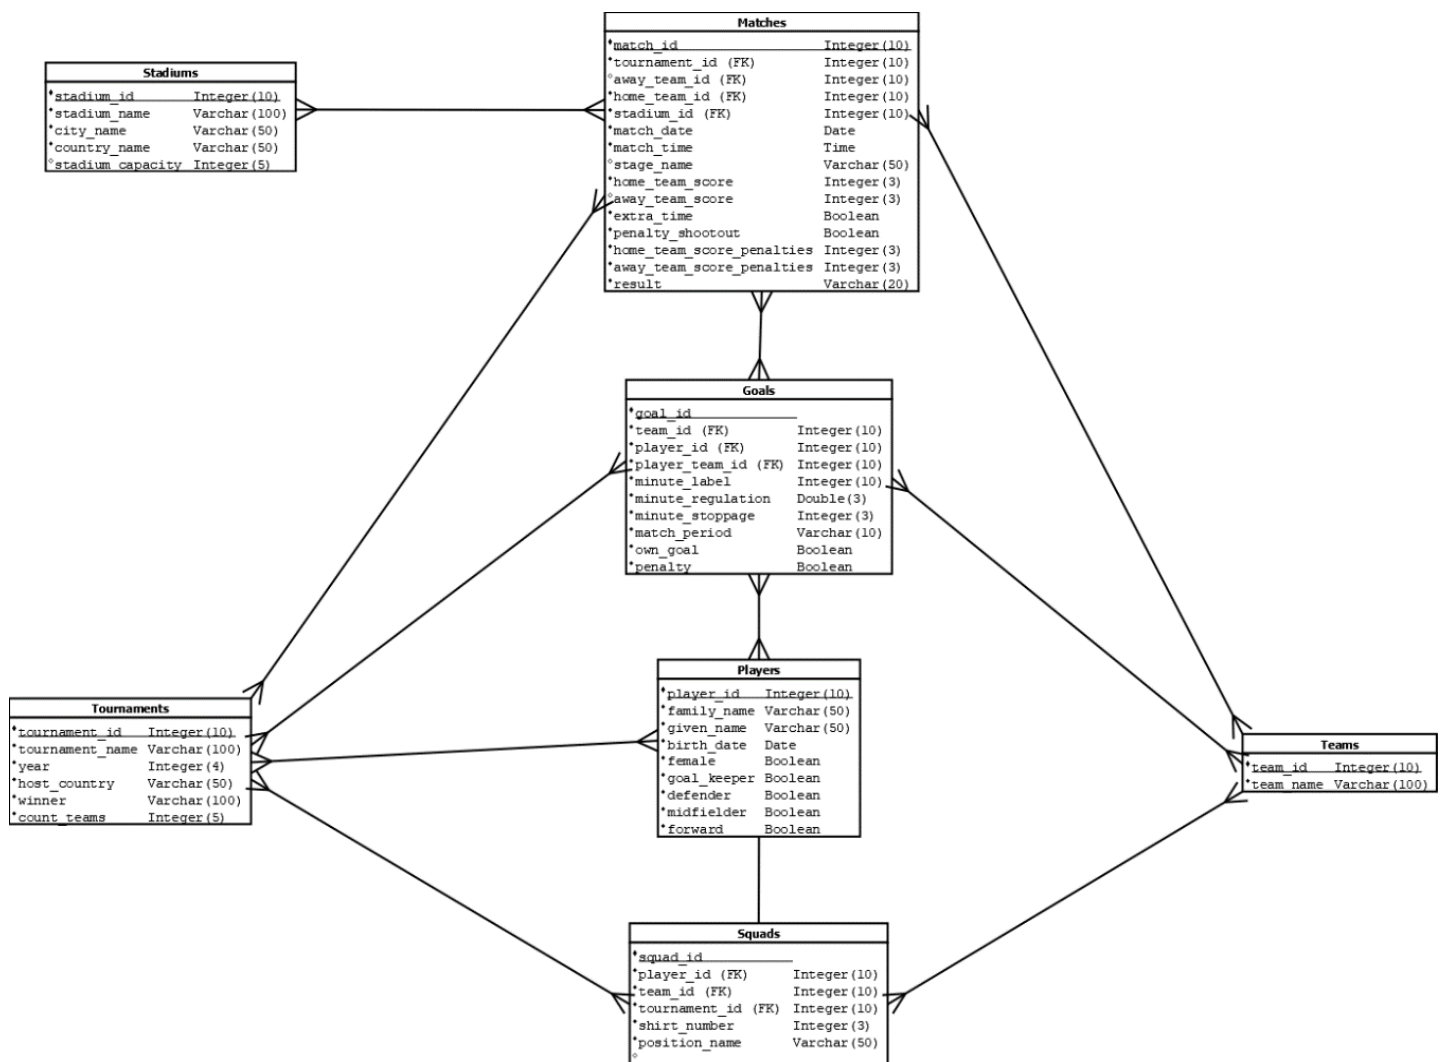 Matches
match_id Integer(10)
tournament_id (FK) Integer(10)
away_team_id (FK) Integer(10)
home_team_id (FK) Integer(10)
stadium_id (FK) Integer(10)
match_date Date
match_time Time
stage_name Varchar(50)
home_team_score Integer(3)
away_team_score Integer(3)
extra_time Boolean
penalty_shootout Boolean
home_team_score_penalties Integer(3)
away_team_score_penalties Integer(3)
result Varchar(20)
Stadiums
stadium_id Integer(10)
stadium_name Varchar(100)
city_name Varchar(50)
country_name Varchar(50)
stadium_capacity Integer(5)
Goals
goal_id
team_id (FK) Integer(10)
player_id (FK) Integer(10)
player_team_id (FK) Integer(10)
minute_label Integer(10)
minute_regulation Double(3)
minute_stoppage Integer(3)
match_period Varchar(10)
own_goal Boolean
penalty Boolean
Players
player_id Integer(10)
family_name Varchar(50)
given_name Varchar(50)
birth_date Date
female Boolean
goal_keeper Boolean
defender Boolean
midfielder Boolean
forward Boolean
Tournaments
tournament_id Integer(10)
tournament_name Varchar(100)
year Integer(4)
host_country Varchar(50)
winner Varchar(100)
count_teams Integer(5)
Teams
team_id Integer(10)
team_name Varchar(100)
Squads
squad_id
player_id (FK) Integer(10)
team_id (FK) Integer(10)
tournament_id (FK) Integer(10)
shirt_number Integer(3)
position_name Varchar(50)